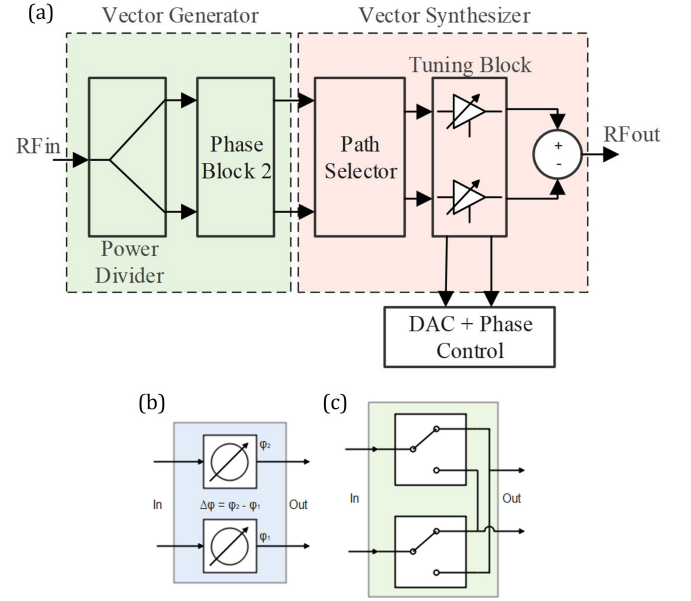 (a)
Vector Generator
Vector Synthesizer
Tuning Block
RFin
Phase
Block 2
Path
Selector
+
-
RFout
Power
Divider
DAC + Phase
Control
(b)
(c)
φ₂
In
Δφ = φ₂ - φ₁
Out
φ₁
In
Out